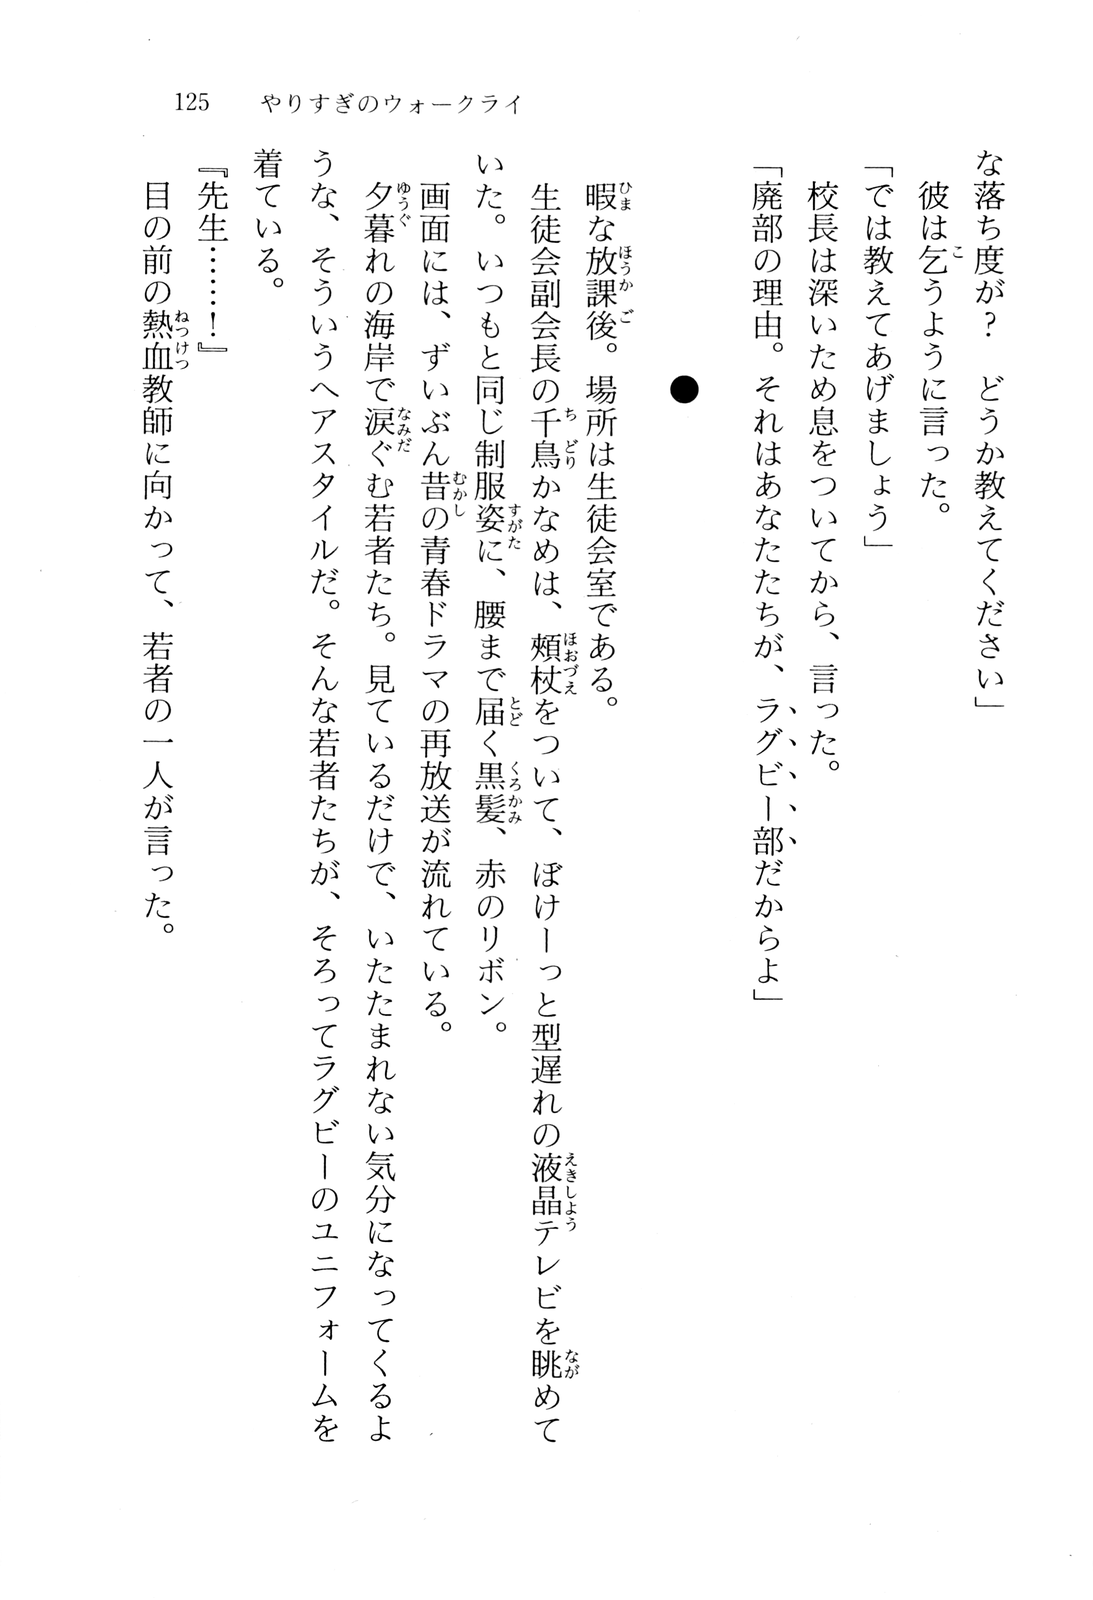 125 やりすぎのウォークライ
な落ち度が？　どうか教えてください」
彼は乞うように言った。
「では教えてあげましょう」
校長は深いため息をついてから、言った。
「廃部の理由。それはあなたたちが、ラグビー部だからよ」
●
暇な放課後。場所は生徒会室である。
生徒会副会長の千鳥かなめは、頰杖をついて、ぼけーっと型遅れの液晶テレビを眺めて
いた。いつもと同じ制服姿に、腰まで届く黒髪、赤のリボン。
画面には、ずいぶん昔の青春ドラマの再放送が流れている。
夕暮れの海岸で涙ぐむ若者たち。見ているだけで、いたたまれない気分になってくるよ
うな、そういうヘアスタイルだ。そんな若者たちが、そろってラグビーのユニフォームを
着ている。
『先生……！』
目の前の熱血教師に向かって、若者の一人が言った。